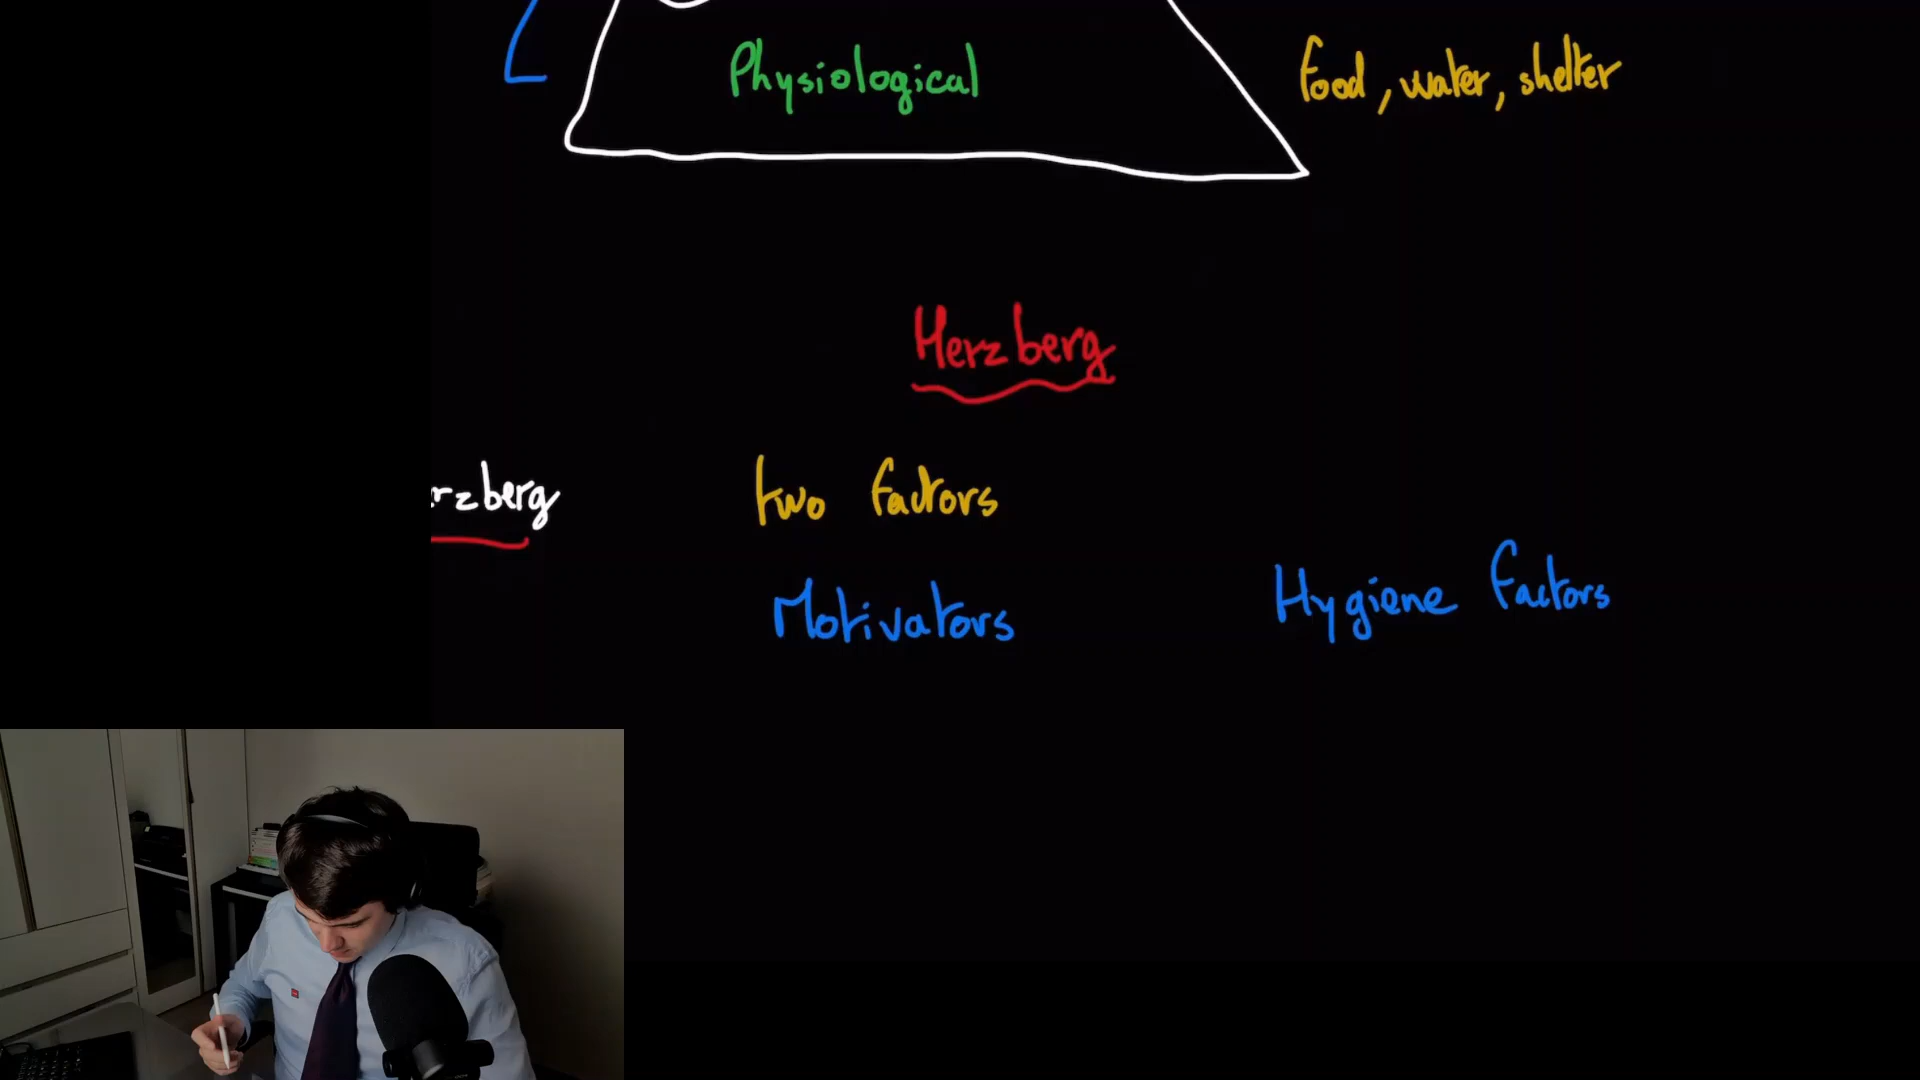 Physiological
food, water, shelter
Herzberg
rzberg
two factors
Motivators
Hygiene factors